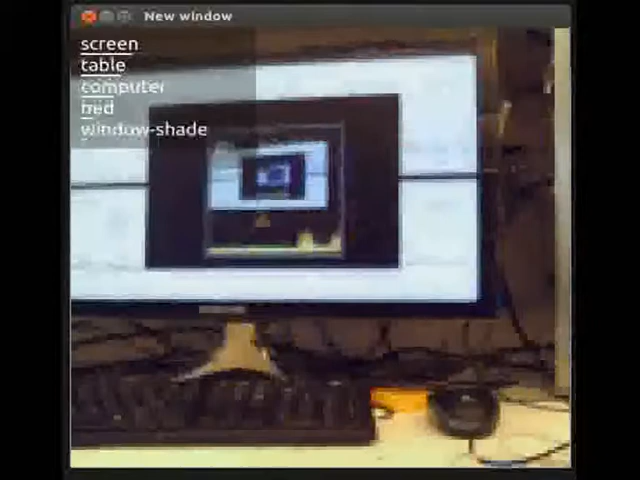 New window
screen
table
computer
bed
window-shade